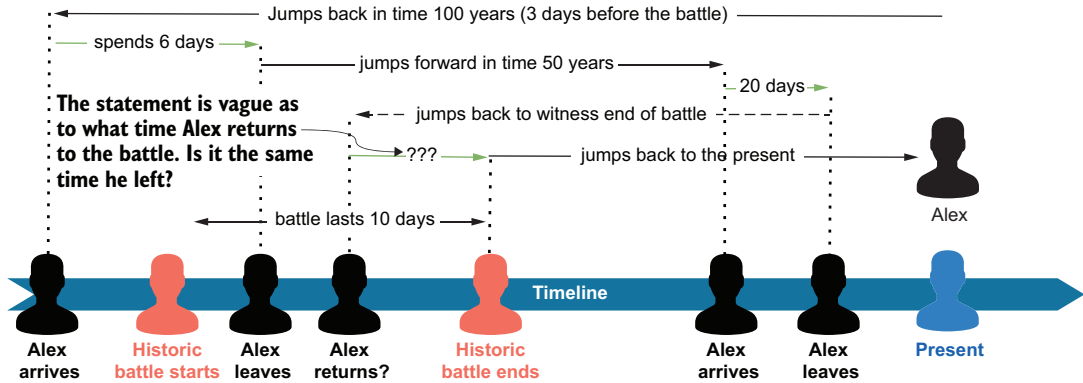 Jumps back in time 100 years (3 days before the battle)
spends 6 days
jumps forward in time 50 years
20 days
The statement is vague as
to what time Alex returns
to the battle. Is it the same
time he left?
jumps back to witness end of battle
???
jumps back to the present
Alex
battle lasts 10 days
Timeline
Alex
arrives
Historic
battle starts
Alex
leaves
Alex
returns?
Historic
battle ends
Alex
arrives
Alex
leaves
Present